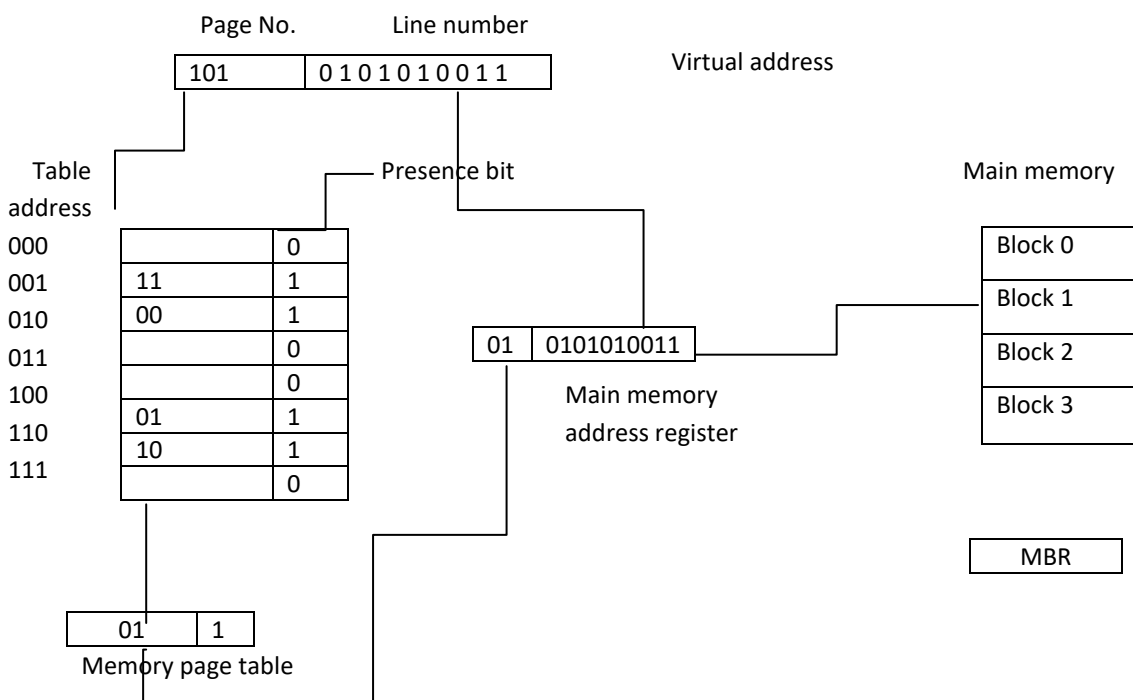 Page No. Line number
Virtual address
101 0 1 0 1 0 1 0 0 1 1
Table address
Presence bit
Main memory
000
001
010
011
100
110
111
0
11 1
00 1
0
0
01 1
10 1
0
01 0101010011
Main memory
address register
Block 0
Block 1
Block 2
Block 3
MBR
01 1
Memory page table